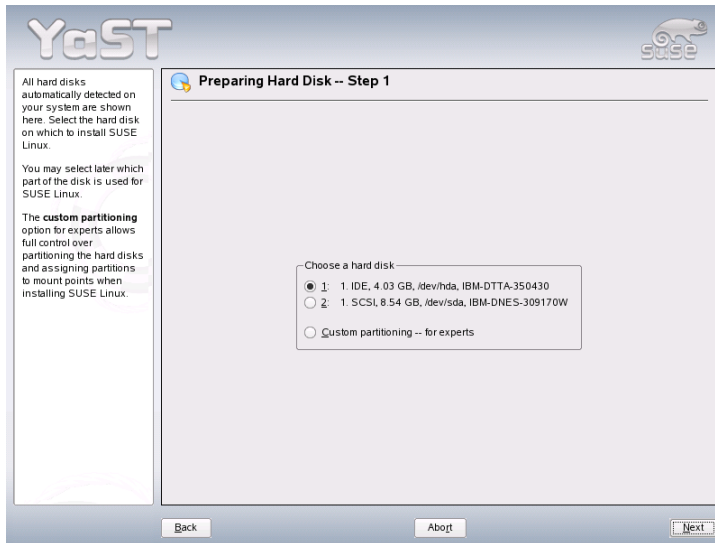 YaST
SUSE
All hard disks
automatically detected on
your system are shown
here. Select the hard disk
on which to install SUSE
Linux.
You may select later which
part of the disk is used for
SUSE Linux.
The custom partitioning
option for experts allows
full control over
partitioning the hard disks
and assigning partitions
to mount points when
installing SUSE Linux.
Preparing Hard Disk -- Step 1
Choose a hard disk
1: 1. IDE, 4.03 GB, /dev/hda, IBM-DTTA-350430
2: 1. SCSI, 8.54 GB, /dev/sda, IBM-DNES-309170W
Custom partitioning -- for experts
Back
Abort
Next